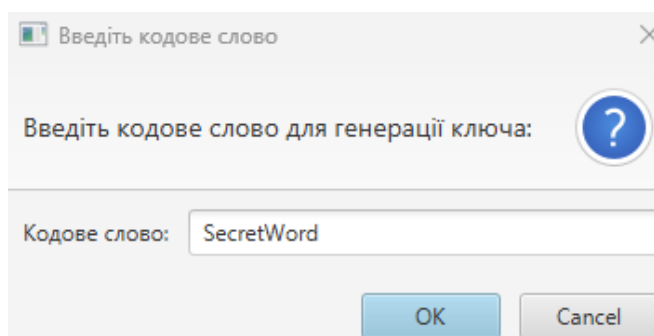 Введіть кодове слово
Введіть кодове слово для генерації ключа:
?
Кодове слово: SecretWord
OK Cancel